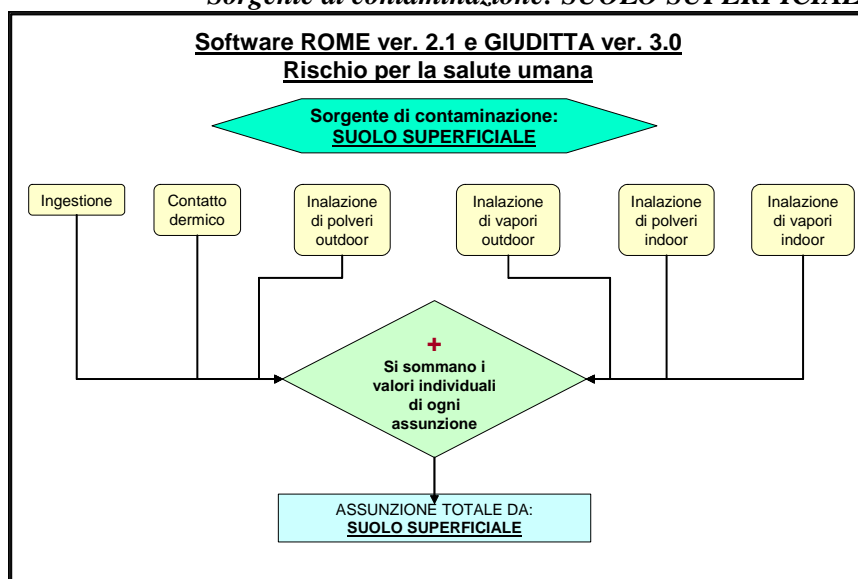 Sorgente di contaminazione: SUOLO SUPERFICIAL
Software ROME ver. 2.1 e GIUDITTA ver. 3.0
Rischio per la salute umana
Sorgente di contaminazione:
SUOLO SUPERFICIALE
Ingestione
Contatto
dermico
Inalazione
di polveri
outdoor
Inalazione
di vapori
outdoor
Inalazione
di polveri
indoor
Inalazione
di vapori
indoor
+
Si sommano i
valori individuali
di ogni
assunzione
ASSUNZIONE TOTALE DA:
SUOLO SUPERFICIALE